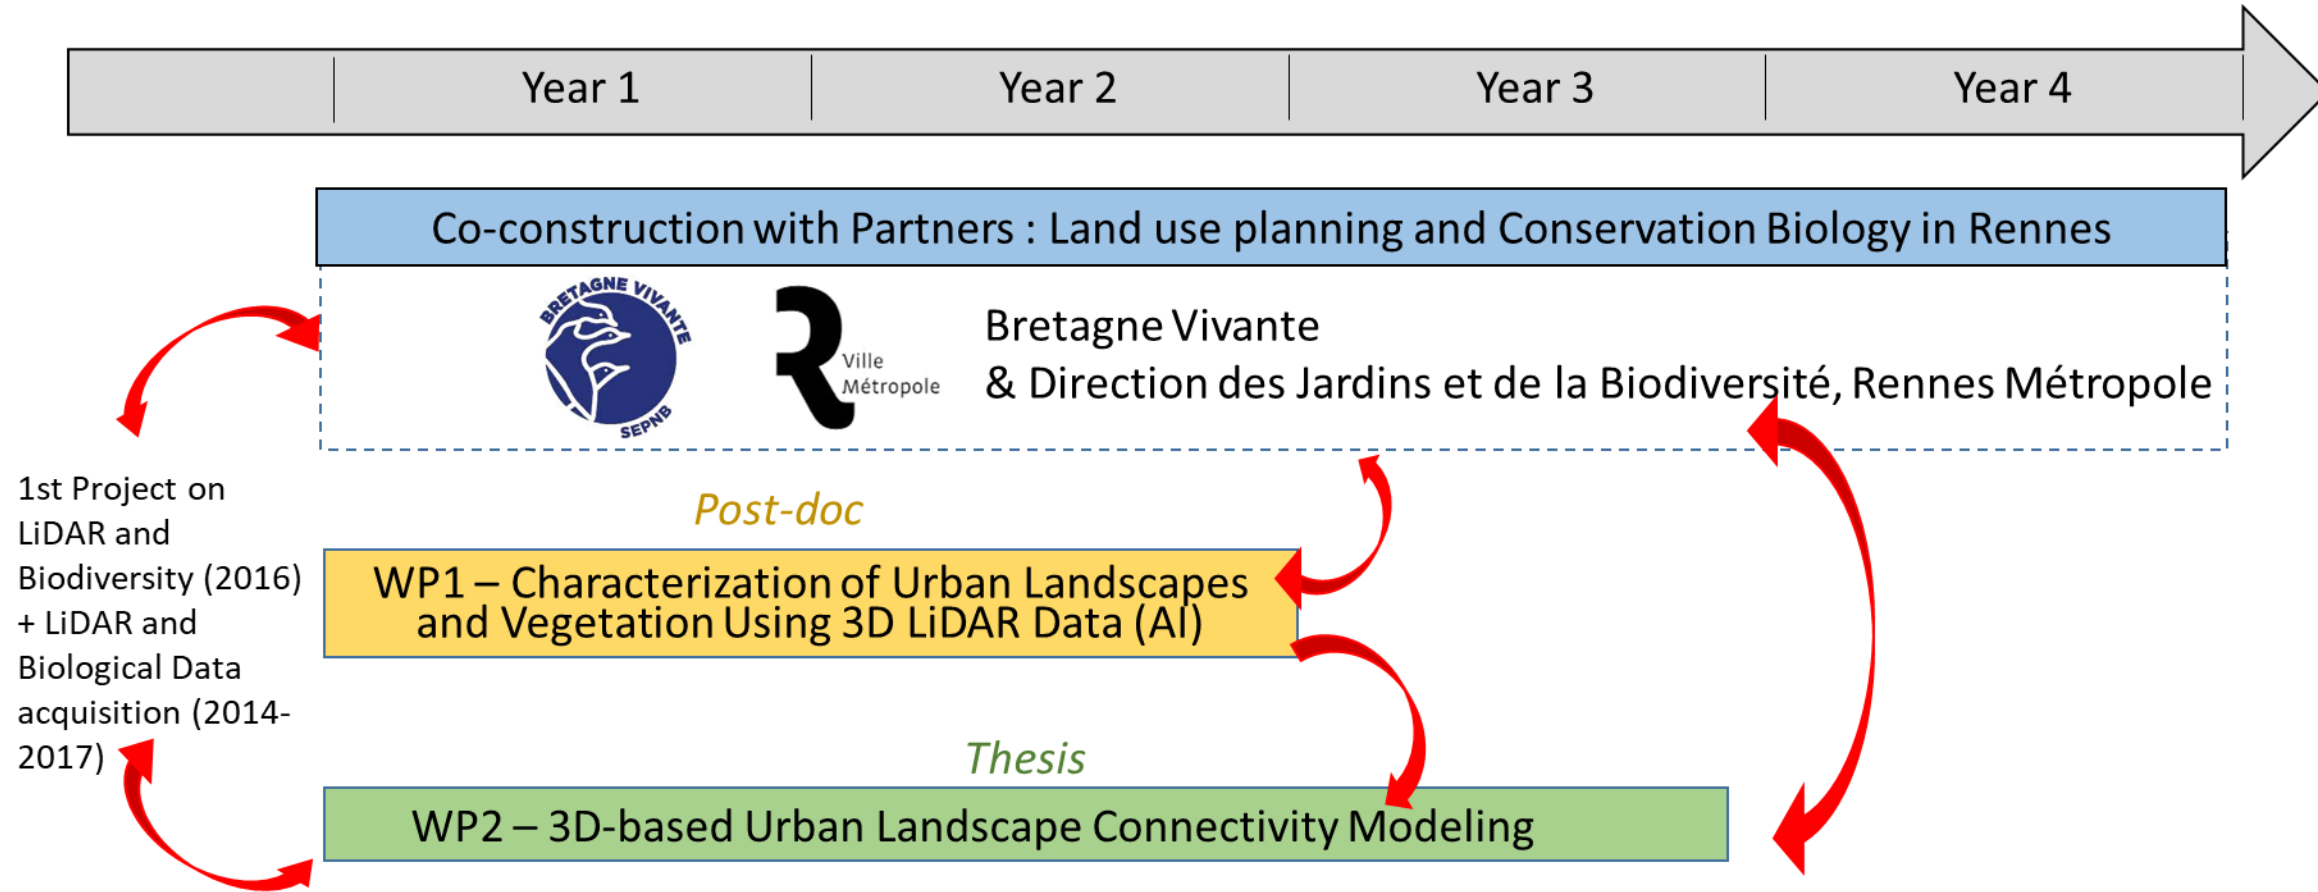 Year 1
Year 2
Year 3
Year 4
Co-construction with Partners : Land use planning and Conservation Biology in Rennes
BRETAGNE VIVANTE
SEPNB
Ville
Métropole
Bretagne Vivante
& Direction des Jardins et de la Biodiversité, Rennes Métropole
1st Project on
LiDAR and
Biodiversity (2016)
+ LiDAR and
Biological Data
acquisition (2014-
2017)
Post-doc
WP1 – Characterization of Urban Landscapes
and Vegetation Using 3D LiDAR Data (AI)
Thesis
WP2 – 3D-based Urban Landscape Connectivity Modeling